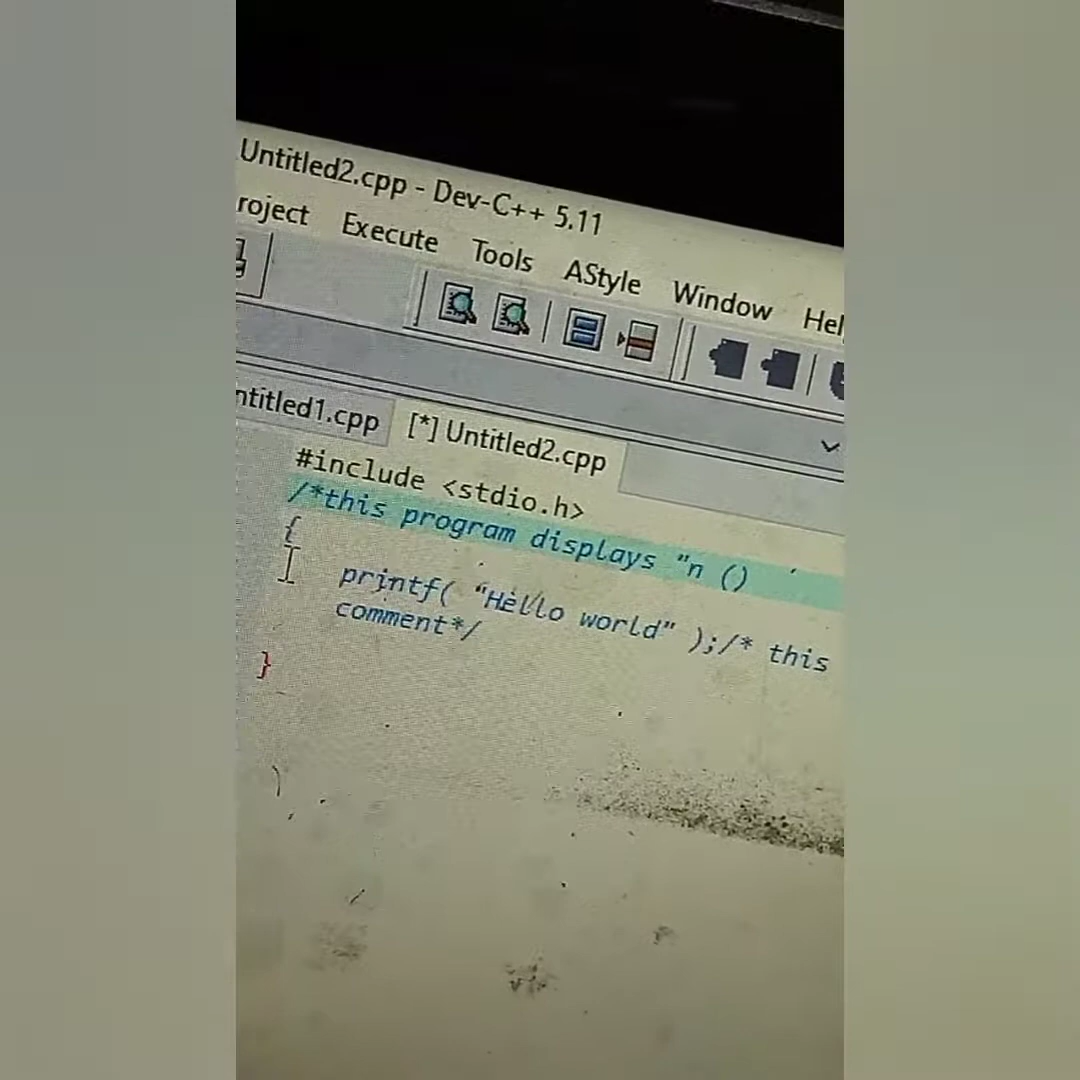 Untitled2.cpp - Dev-C++ 5.11
roject Execute Tools AStyle Window Hel
ntitled1.cpp [*] Untitled2.cpp
#include <stdio.h>
/*this program displays "n ()
{
printf( "Hello world" );/* this
comment*/
}